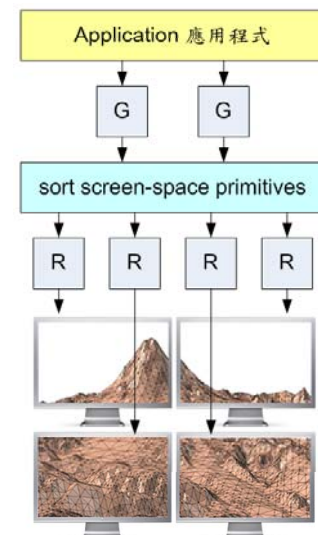 Application 應用程式
G G
sort screen-space primitives
R R R R